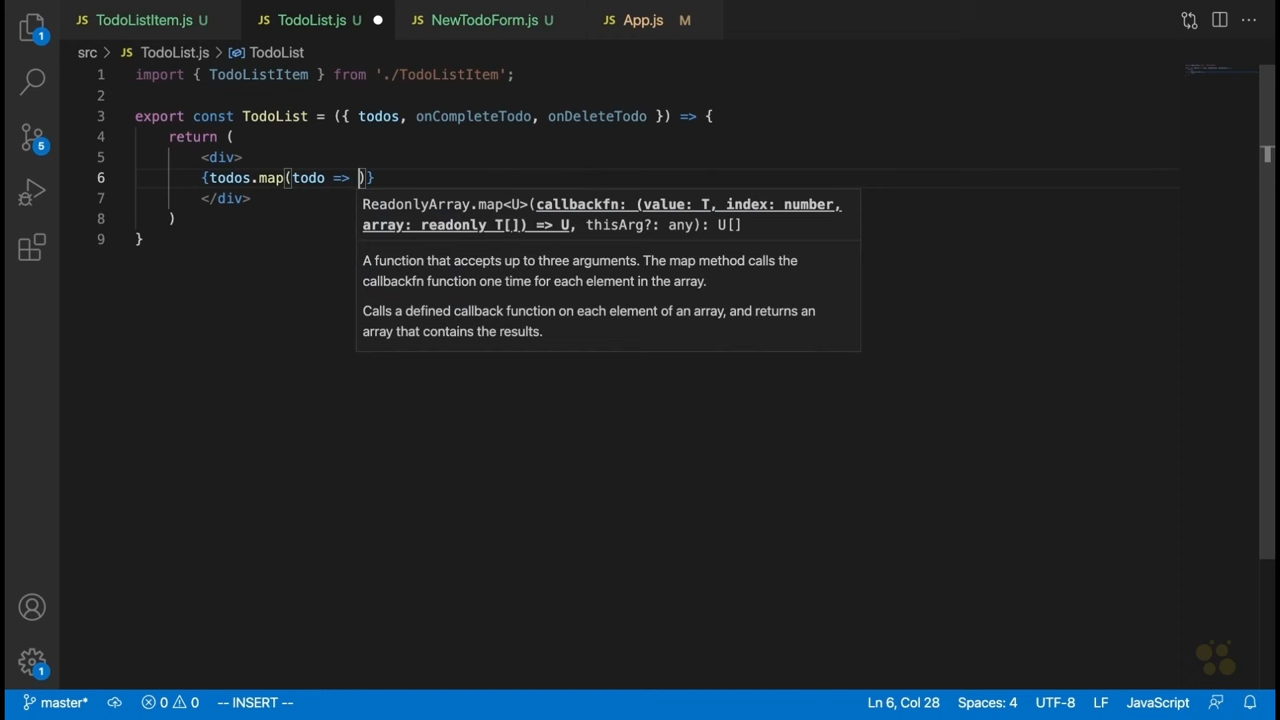 JS TodoListItem.js U JS TodoList.js U JS NewTodoForm.js U JS App.js M
src > JS TodoList.js > TodoList
1 import { TodoListItem } from './TodoListItem';
2
3 export const TodoList = ({ todos, onCompleteTodo, onDeleteTodo }) => {
4 return (
5 <div>
6 {todos.map(todo => )}
ReadonlyArray.map<U>(callbackfn: (value: T, index: number,
array: readonly T[]) => U, thisArg?: any): U[]
A function that accepts up to three arguments. The map method calls the
callbackfn function one time for each element in the array.
Calls a defined callback function on each element of an array, and returns an
array that contains the results.
7 </div>
8 )
9 }
1
5
1
master* 0 0 -- INSERT -- Ln 6, Col 28 Spaces: 4 UTF-8 LF JavaScript